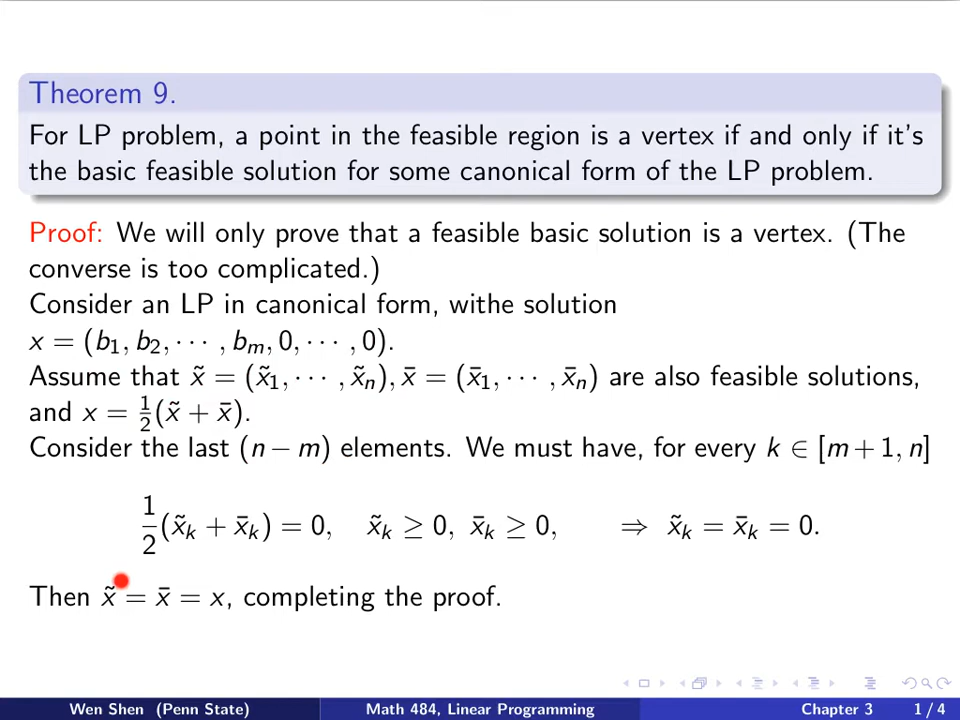 Theorem 9.
For LP problem, a point in the feasible region is a vertex if and only if it's
the basic feasible solution for some canonical form of the LP problem.
Proof: We will only prove that a feasible basic solution is a vertex. (The
converse is too complicated.)
Consider an LP in canonical form, withe solution
x = (b₁, b₂, ⋯ , bₘ, 0, ⋯ , 0).
Assume that x̃ = (x̃₁, ⋯ , x̃ₙ), x̄ = (x̄₁, ⋯ , x̄ₙ) are also feasible solutions,
and x = ½(x̃ + x̄).
Consider the last (n − m) elements. We must have, for every k ∈ [m + 1, n]
1/2 (x̃ₖ + x̄ₖ) = 0, x̃ₖ ≥ 0, x̄ₖ ≥ 0, ⇒ x̃ₖ = x̄ₖ = 0.
Then x̃ = x̄ = x, completing the proof.
Wen Shen (Penn State) Math 484, Linear Programming Chapter 3 1 / 4